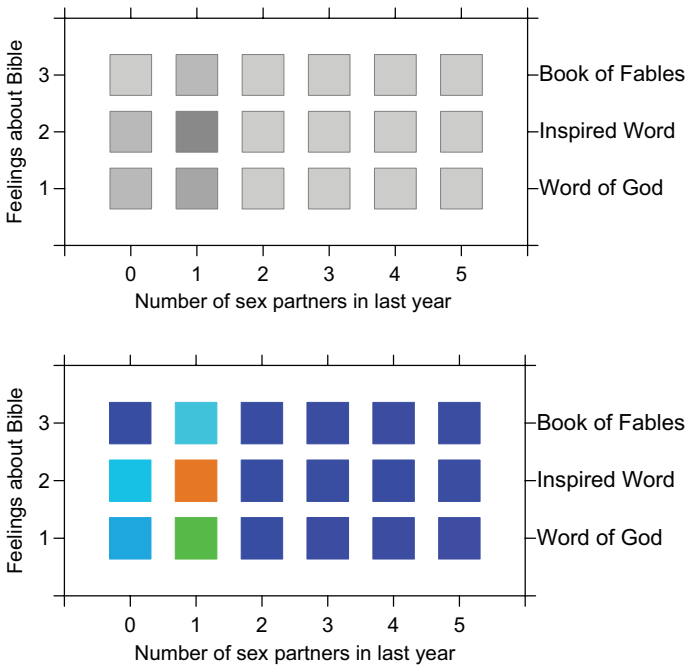 Feelings about Bible
3
2
1
Book of Fables
Inspired Word
Word of God
0 1 2 3 4 5
Number of sex partners in last year
Feelings about Bible
3
2
1
Book of Fables
Inspired Word
Word of God
0 1 2 3 4 5
Number of sex partners in last year